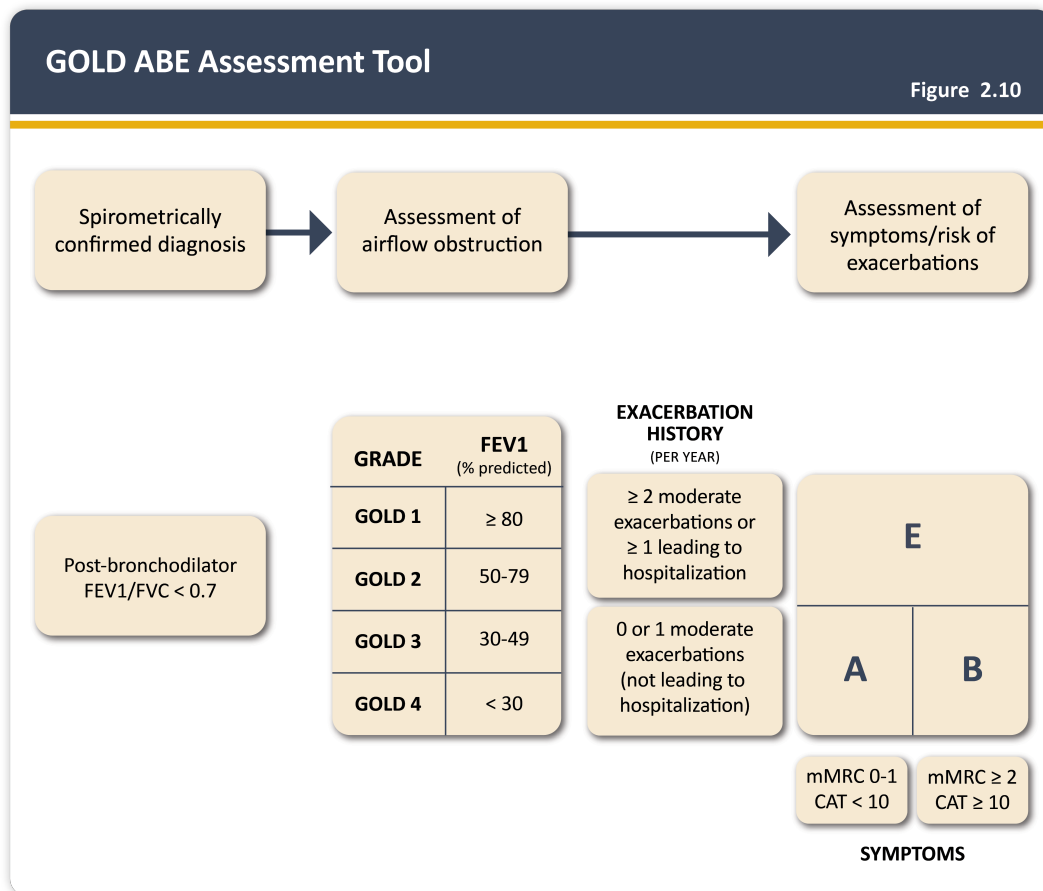 GOLD ABE Assessment Tool
Figure 2.10
Spirometrically
confirmed diagnosis
Assessment of
airflow obstruction
Assessment of
symptoms/risk of
exacerbations
Post-bronchodilator
FEV1/FVC < 0.7
GRADE
FEV1
(% predicted)
GOLD 1
≥ 80
GOLD 2
50-79
GOLD 3
30-49
GOLD 4
< 30
EXACERBATION
HISTORY
(PER YEAR)
≥ 2 moderate
exacerbations or
≥ 1 leading to
hospitalization
0 or 1 moderate
exacerbations
(not leading to
hospitalization)
E
A
B
mMRC 0-1
CAT < 10
mMRC ≥ 2
CAT ≥ 10
SYMPTOMS